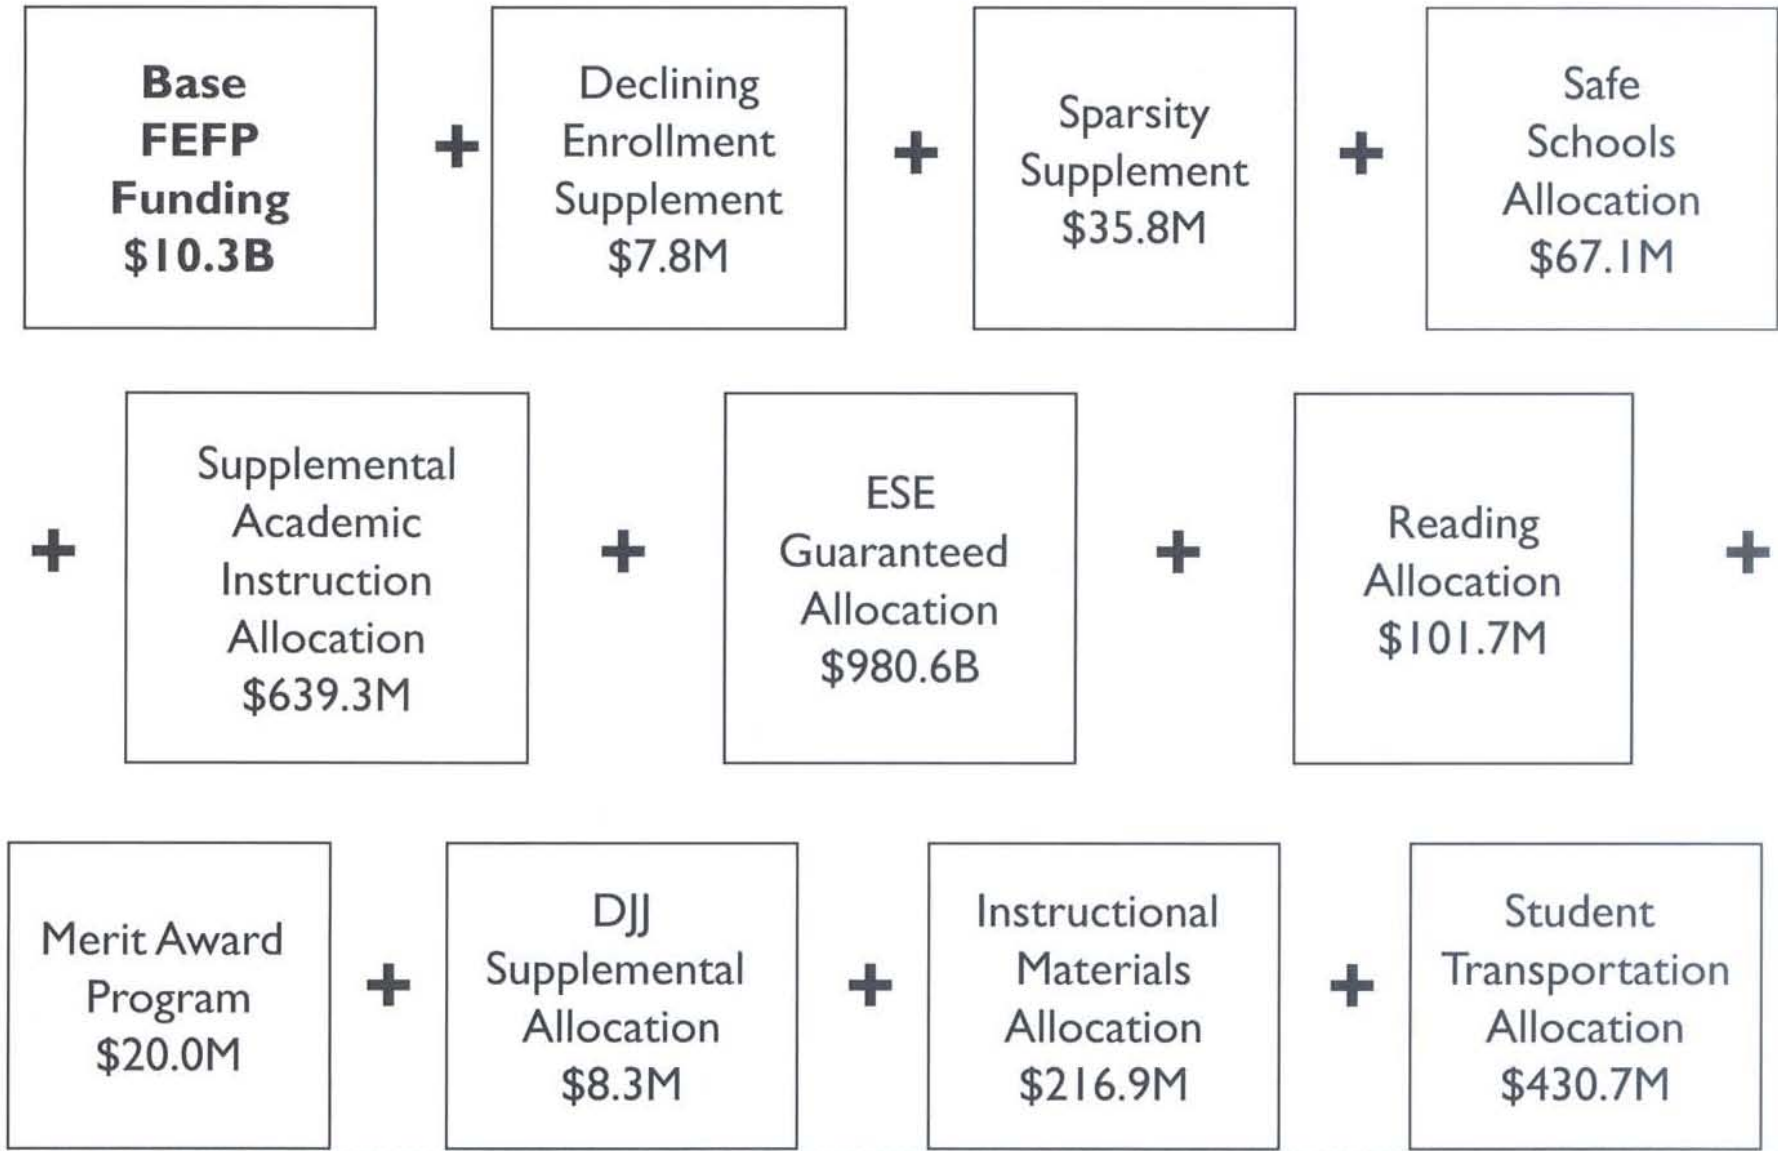 Base
FEFP
Funding
$10.3B
+
Declining
Enrollment
Supplement
$7.8M
+
Sparsity
Supplement
$35.8M
+
Safe
Schools
Allocation
$67.1M
+
Supplemental
Academic
Instruction
Allocation
$639.3M
+
ESE
Guaranteed
Allocation
$980.6B
+
Reading
Allocation
$101.7M
+
Merit Award
Program
$20.0M
+
DJJ
Supplemental
Allocation
$8.3M
+
Instructional
Materials
Allocation
$216.9M
+
Student
Transportation
Allocation
$430.7M